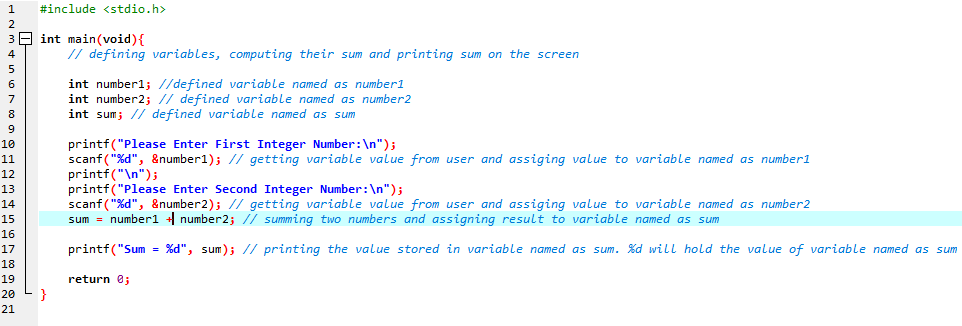 1 #include <stdio.h>
2
3 int main(void){
4 // defining variables, computing their sum and printing sum on the screen
5
6 int number1; //defined variable named as number1
7 int number2; // defined variable named as number2
8 int sum; // defined variable named as sum
9
10 printf("Please Enter First Integer Number:\n");
11 scanf("%d", &number1); // getting variable value from user and assiging value to variable named as number1
12 printf("\n");
13 printf("Please Enter Second Integer Number:\n");
14 scanf("%d", &number2); // getting variable value from user and assiging value to variable named as number2
15 sum = number1 + number2; // summing two numbers and assigning result to variable named as sum
16
17 printf("Sum = %d", sum); // printing the value stored in variable named as sum. %d will hold the value of variable named as sum
18
19 return 0;
20 }
21